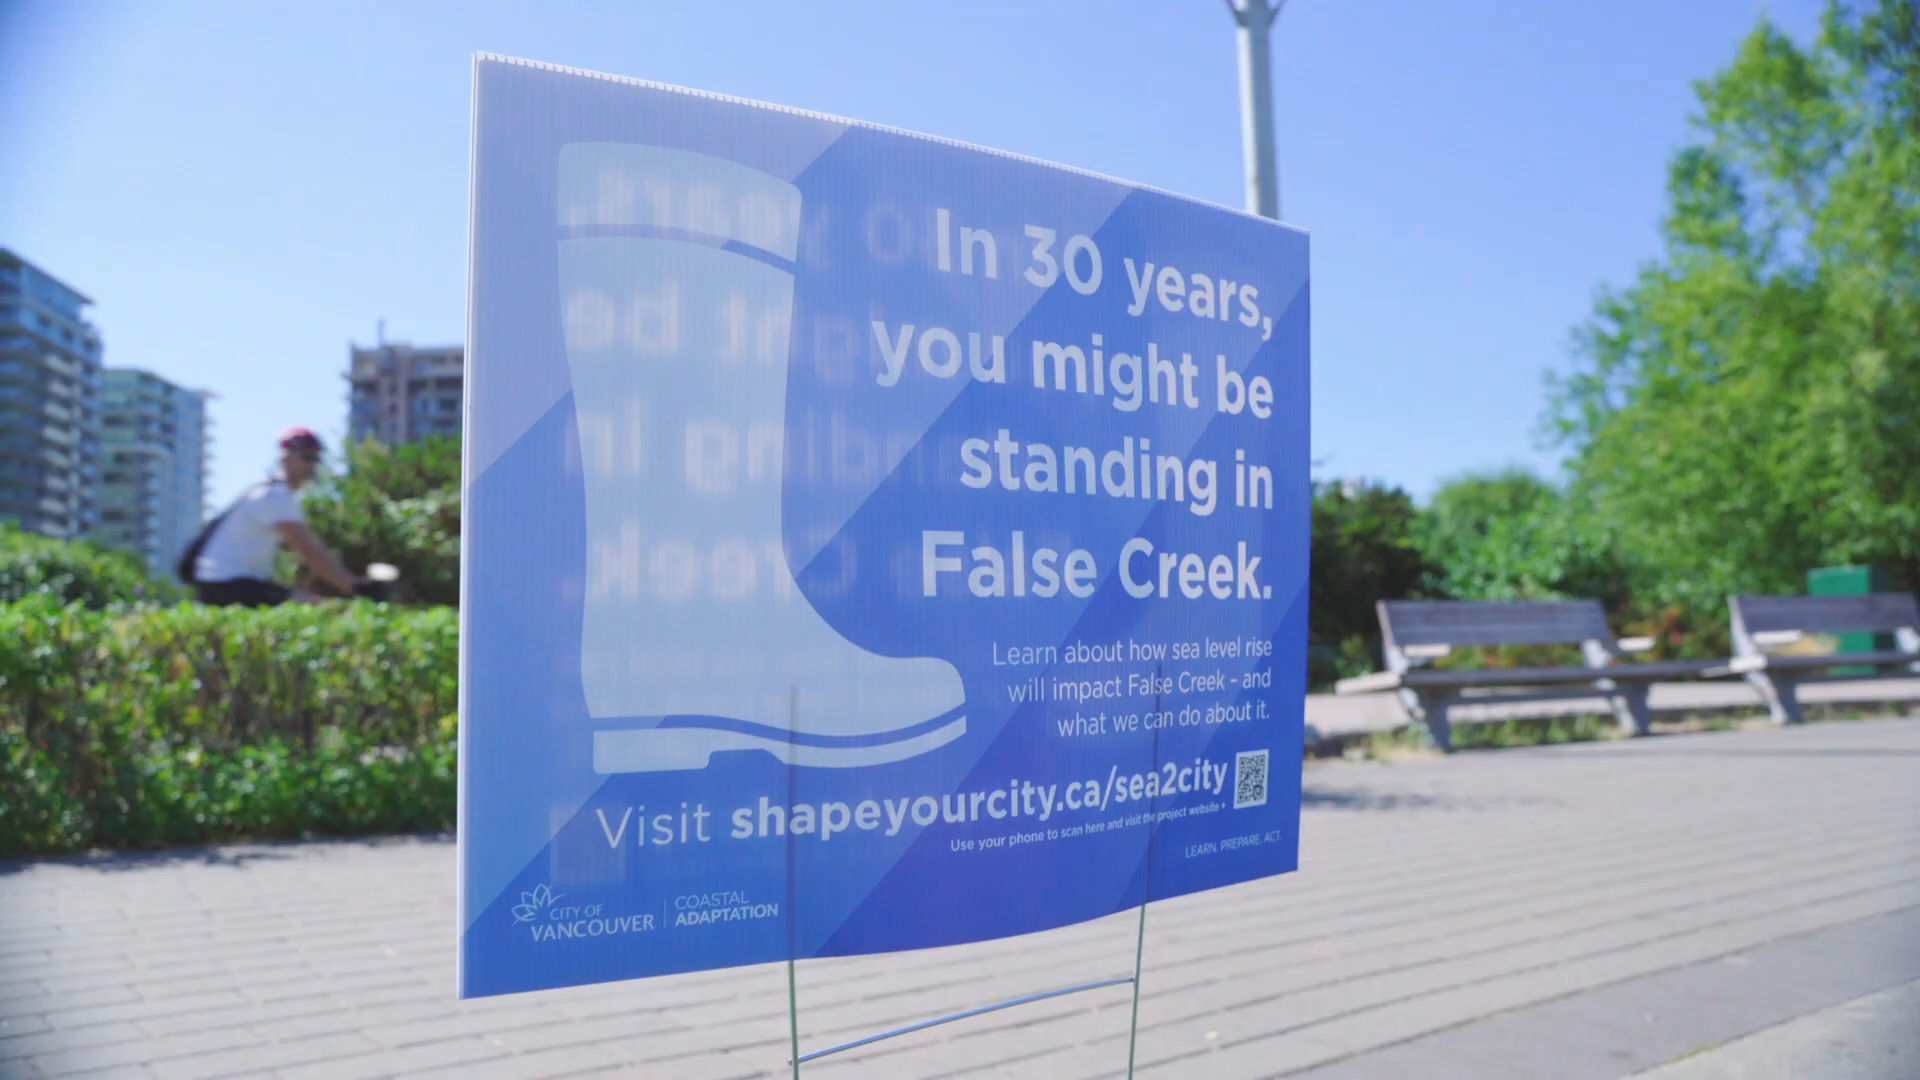 In 30 years,
you might be
standing in
False Creek.
Learn about how sea level rise
will impact False Creek – and
what we can do about it.
Visit shapeyourcity.ca/sea2city
Use your phone to scan here and visit the project website
LEARN. PREPARE. ACT.
CITY OF
VANCOUVER
COASTAL
ADAPTATION